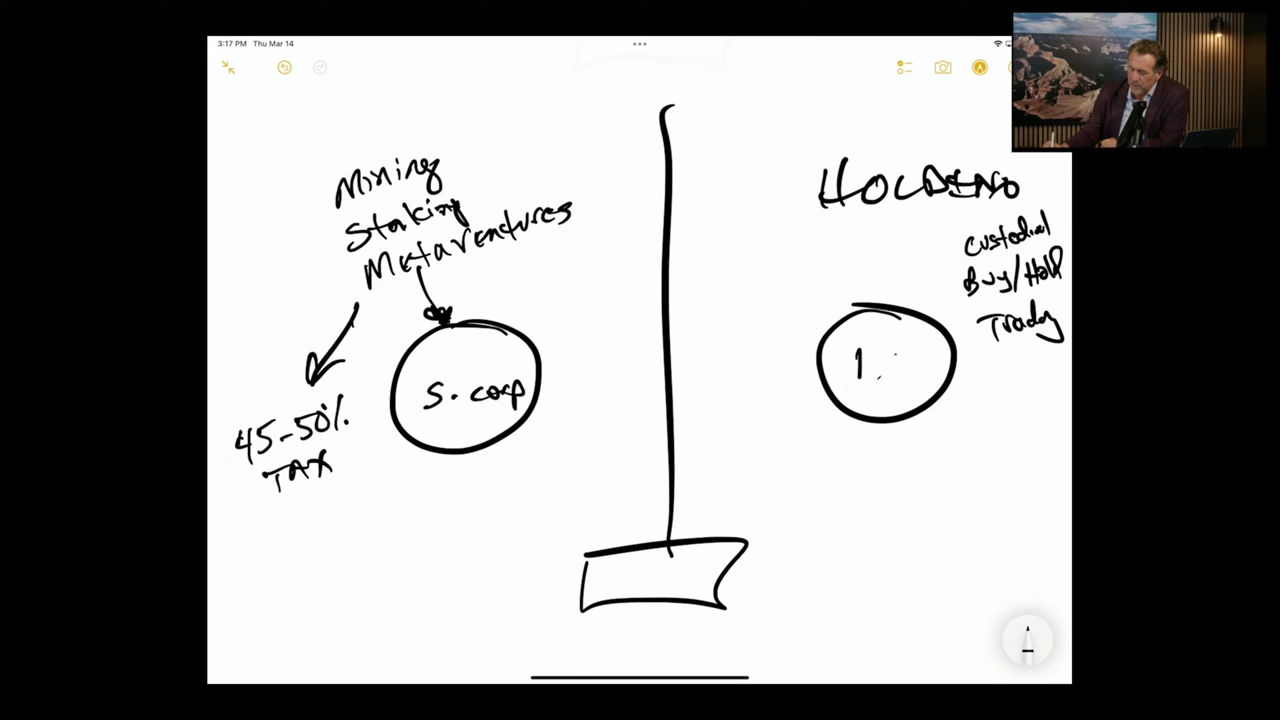 3:17 PM Thu Mar 14
Mining
Staking
Metaventures
S. corp
45-50%
TAX
HOLDING
Custodial
Buy/Hold
Trading
1